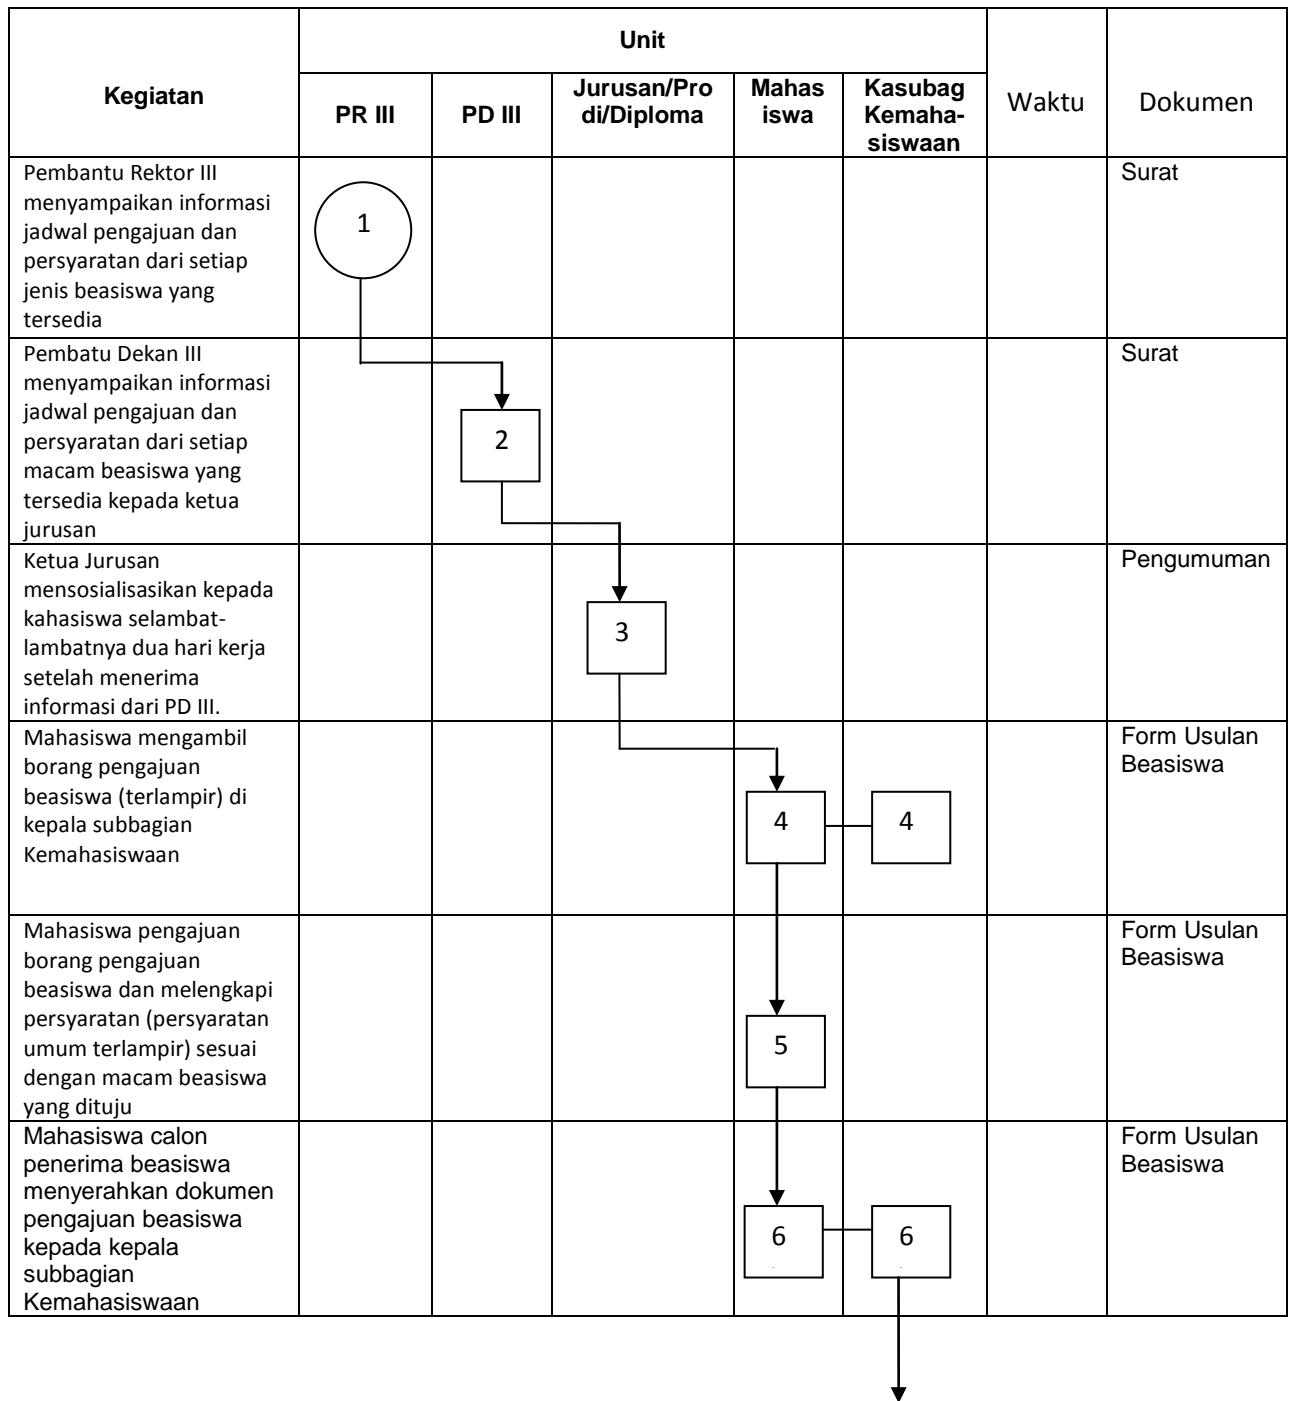 Kegiatan
Unit
Waktu
Dokumen
PR III
PD III
Jurusan/Pro
di/Diploma
Mahas
iswa
Kasubag
Kemaha-
siswaan
Pembantu Rektor III
menyampaikan informasi
jadwal pengajuan dan
persyaratan dari setiap
jenis beasiswa yang
tersedia
1
Surat
Pembatu Dekan III
menyampaikan informasi
jadwal pengajuan dan
persyaratan dari setiap
macam beasiswa yang
tersedia kepada ketua
jurusan
2
Surat
Ketua Jurusan
mensosialisasikan kepada
kahasiswa selambat-
lambatnya dua hari kerja
setelah menerima
informasi dari PD III.
3
Pengumuman
Mahasiswa mengambil
borang pengajuan
beasiswa (terlampir) di
kepala subbagian
Kemahasiswaan
4
4
Form Usulan
Beasiswa
Mahasiswa pengajuan
borang pengajuan
beasiswa dan melengkapi
persyaratan (persyaratan
umum terlampir) sesuai
dengan macam beasiswa
yang dituju
5
Form Usulan
Beasiswa
Mahasiswa calon
penerima beasiswa
menyerahkan dokumen
pengajuan beasiswa
kepada kepala
subbagian
Kemahasiswaan
6
6
Form Usulan
Beasiswa